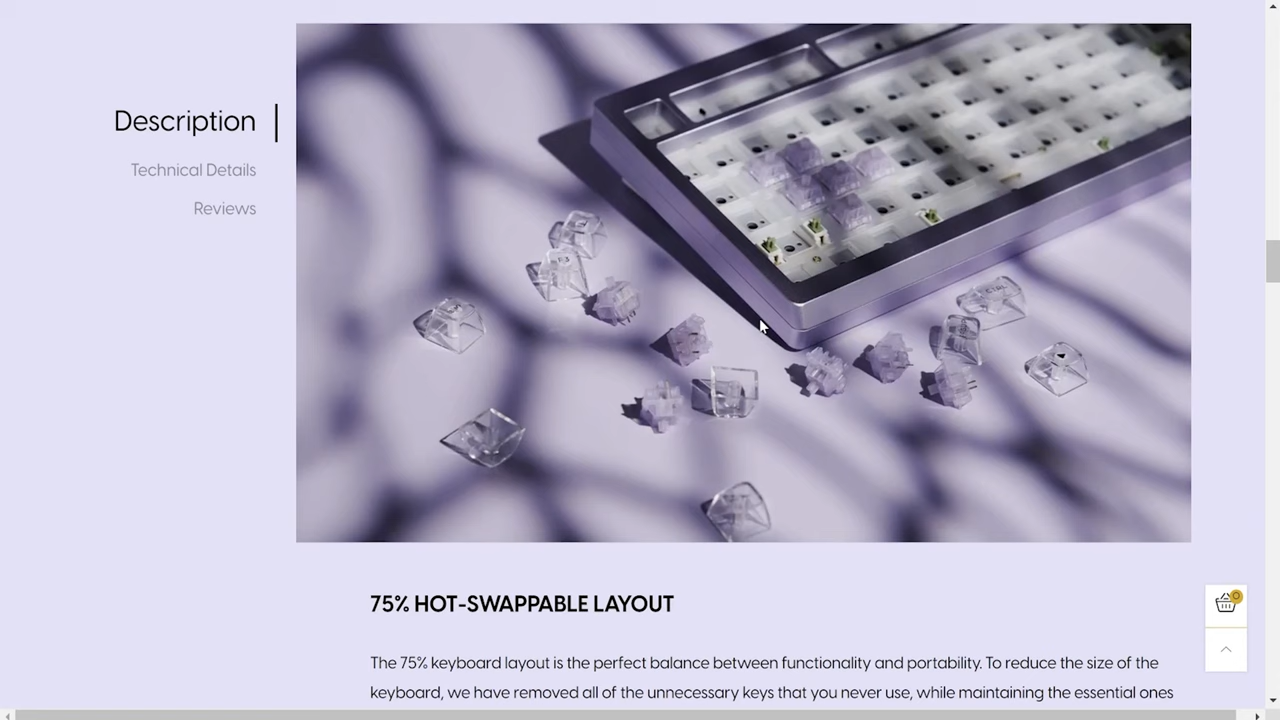 Description
Technical Details
Reviews
75% HOT-SWAPPABLE LAYOUT
The 75% keyboard layout is the perfect balance between functionality and portability. To reduce the size of the
keyboard, we have removed all of the unnecessary keys that you never use, while maintaining the essential ones
0